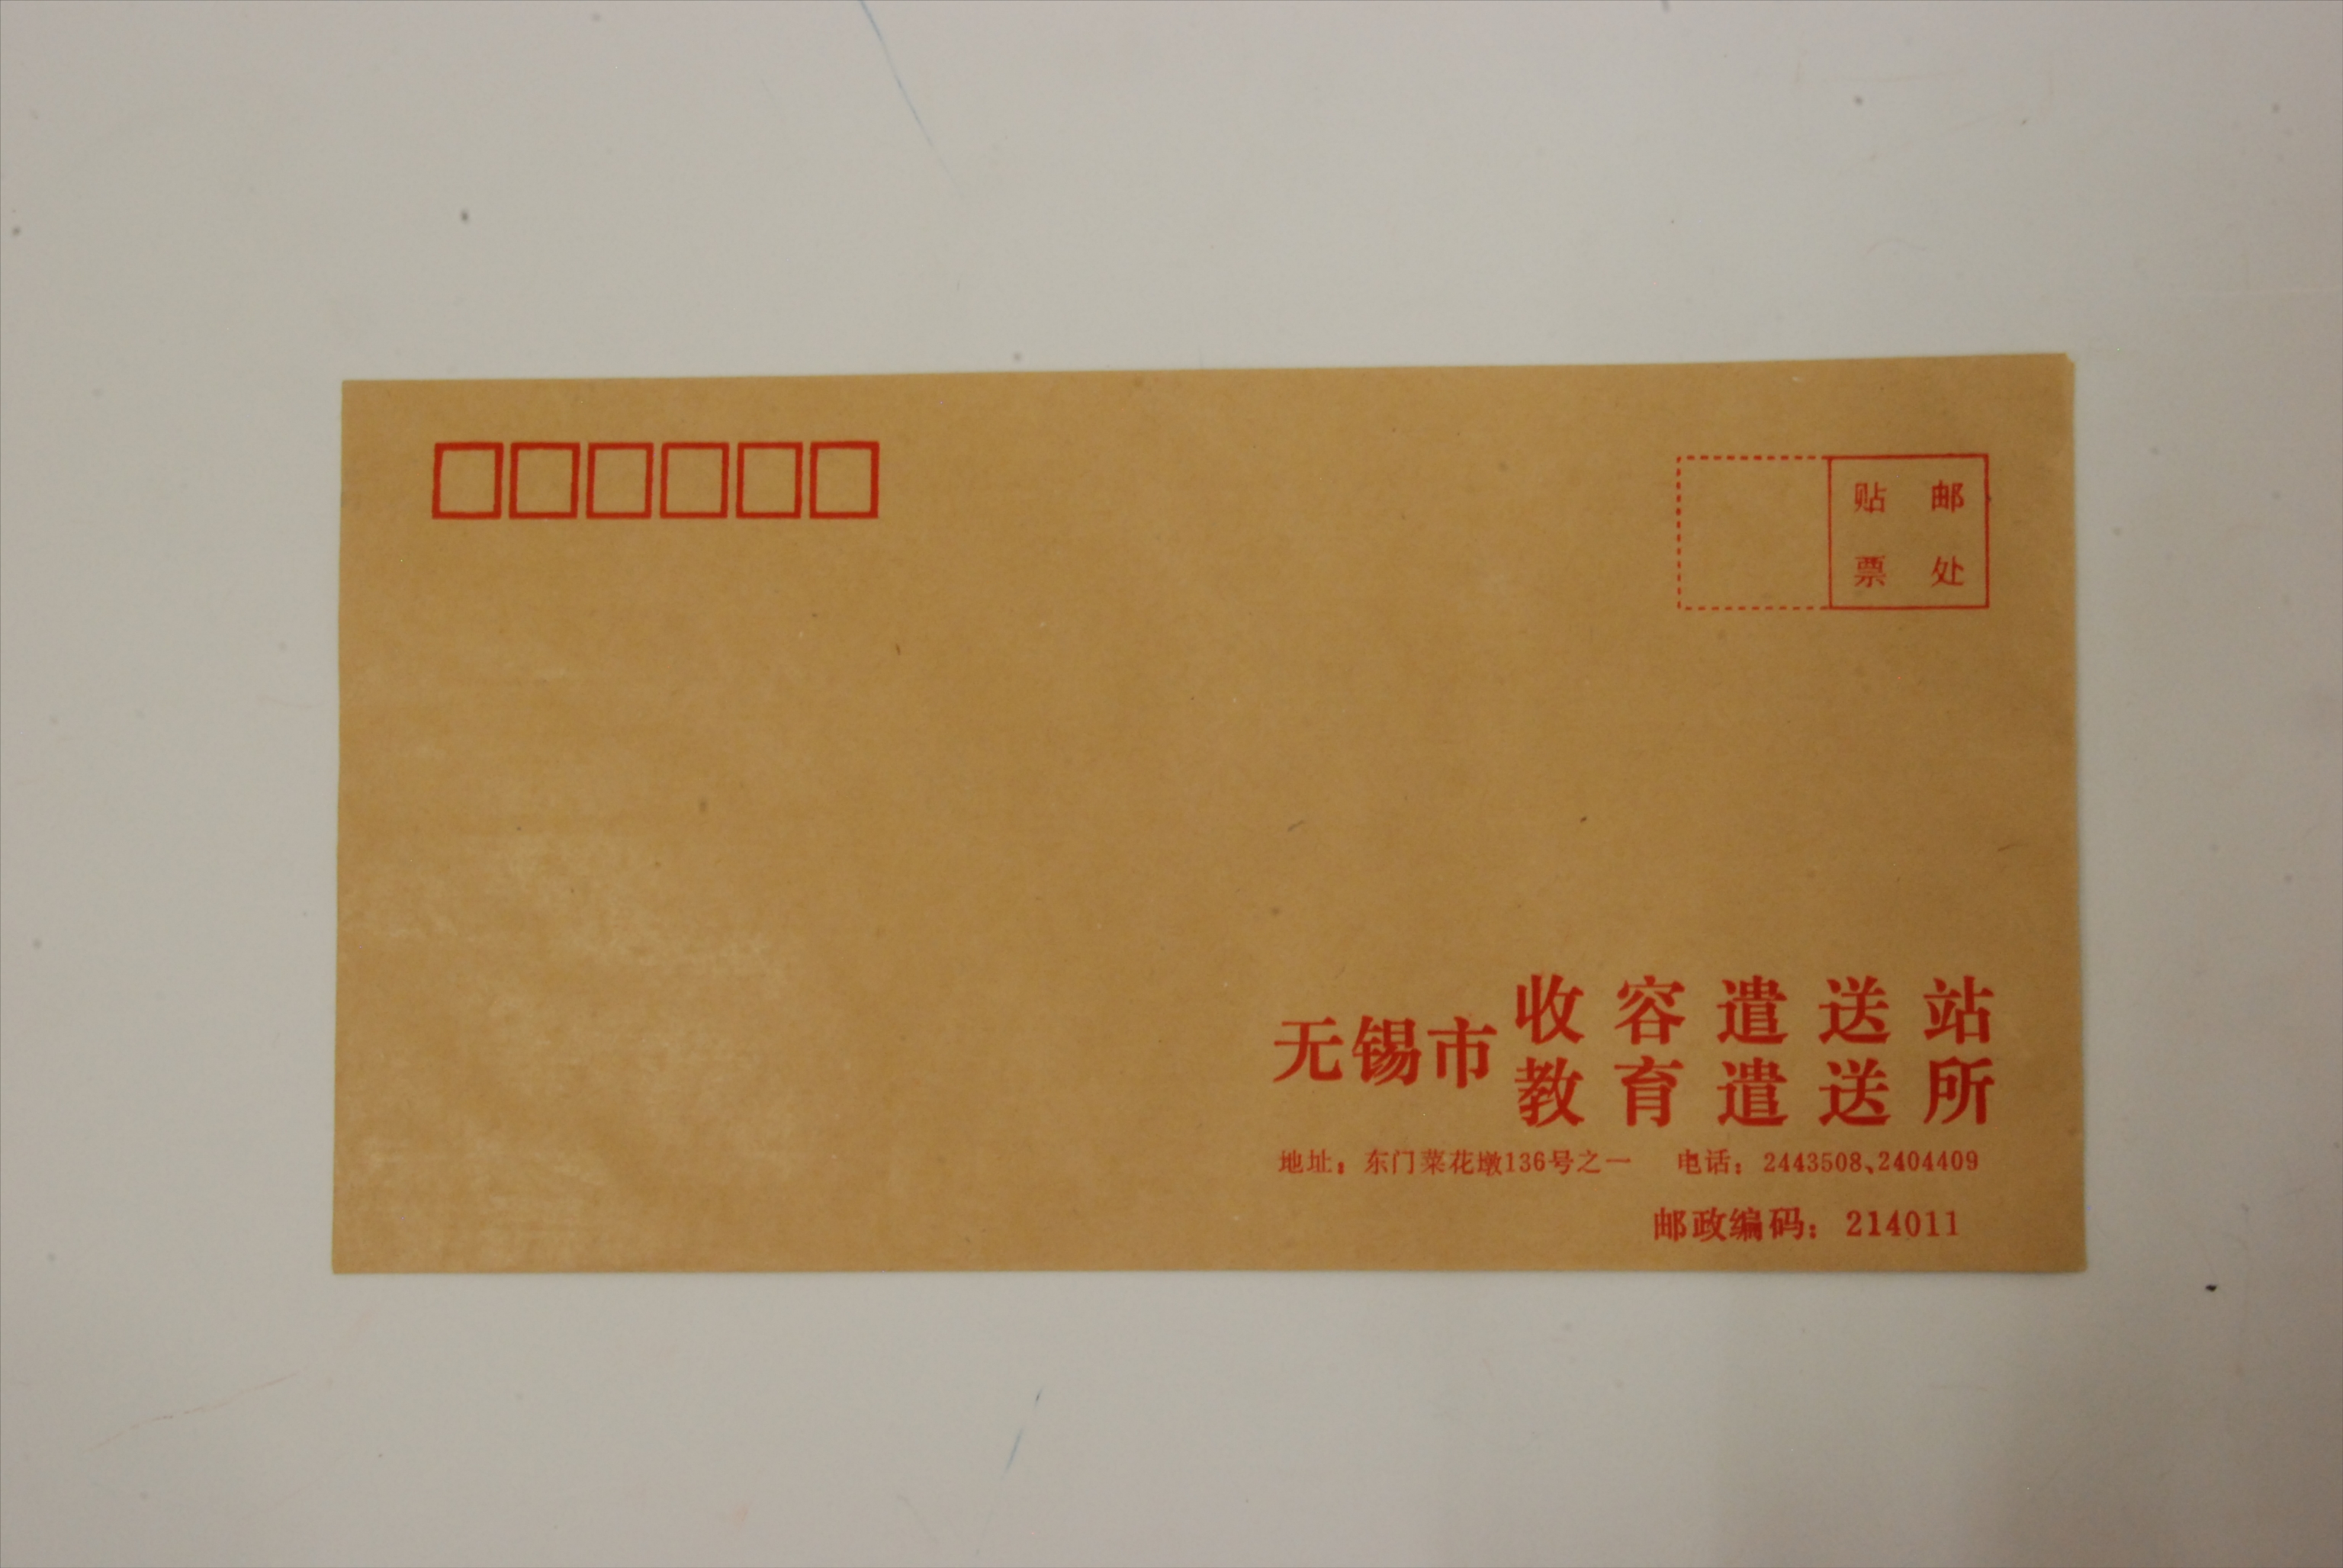 贴 邮
票 处
无锡市 收容遣送站
教育遣送所
地址：东门菜花墩136号之一 电话：2443508、2404409
邮政编码：214011